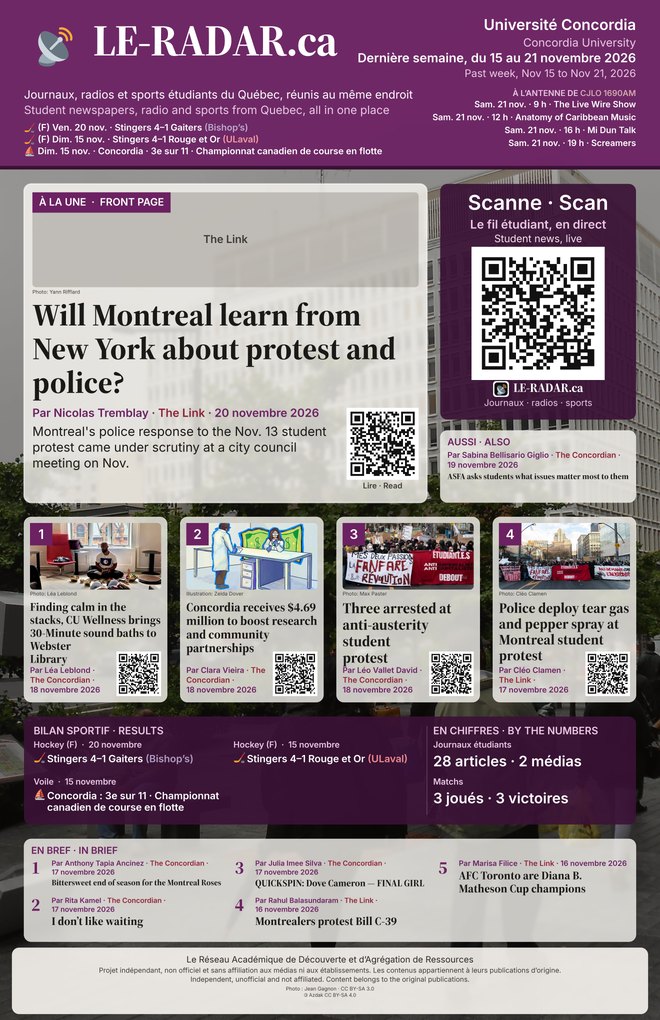 LE-RADAR.ca
Journaux, radios et sports étudiants du Québec, réunis au même endroit
Student newspapers, radio and sports from Quebec, all in one place
(F) Ven. 20 nov. · Stingers 4–1 Gaiters (Bishop's)
(F) Dim. 15 nov. · Stingers 4–1 Rouge et Or (ULaval)
Dim. 15 nov. · Concordia · 3e sur 11 · Championnat canadien de course en flotte
Université Concordia
Concordia University
Dernière semaine, du 15 au 21 novembre 2026
Past week, Nov 15 to Nov 21, 2026
À L'ANTENNE DE CJLO 1690AM
Sam. 21 nov. · 9 h · The Live Wire Show
Sam. 21 nov. · 12 h · Anatomy of Caribbean Music
Sam. 21 nov. · 16 h · Mi Dun Talk
Sam. 21 nov. · 19 h · Screamers
À LA UNE · FRONT PAGE
The Link
Photo: Yann Rifflard
Will Montreal learn from
New York about protest and
police?
Par Nicolas Tremblay · The Link · 20 novembre 2026
Montreal's police response to the Nov. 13 student
protest came under scrutiny at a city council
meeting on Nov.
Lire · Read
Scanne · Scan
Le fil étudiant, en direct
Student news, live
LE-RADAR.ca
Journaux · radios · sports
AUSSI · ALSO
Par Sabina Bellisario Giglio · The Concordian ·
19 novembre 2026
ASFA asks students what issues matter most to them
1
Photo: Léa Leblond
Finding calm in the
stacks, CU Wellness brings
30-Minute sound baths to
Webster
Library
Par Léa Leblond ·
The Concordian ·
18 novembre 2026
2
Illustration: Zelda Dover
Concordia receives $4.69
million to boost research
and community
partnerships
Par Clara Vieira · The
Concordian ·
18 novembre 2026
3
MES DEUX PASSIONS
FANFARE
REVOLUTION
ÉTUDIANT.E.S
ANTI
DEBOUT
Photo: Max Paster
Three arrested at
anti-austerity
student
protest
Par Léo Vallet David ·
The Concordian ·
18 novembre 2026
4
Photo: Cléo Clamen
Police deploy tear gas
and pepper spray at
Montreal student
protest
Par Cléo Clamen ·
The Link ·
17 novembre 2026
BILAN SPORTIF · RESULTS
Hockey (F) · 20 novembre
Stingers 4–1 Gaiters (Bishop's)
Hockey (F) · 15 novembre
Stingers 4–1 Rouge et Or (ULaval)
Voile · 15 novembre
Concordia : 3e sur 11 · Championnat
canadien de course en flotte
EN CHIFFRES · BY THE NUMBERS
Journaux étudiants
28 articles · 2 médias
Matchs
3 joués · 3 victoires
EN BREF · IN BRIEF
1
Par Anthony Tapia Ancinez · The Concordian ·
17 novembre 2026
Bittersweet end of season for the Montreal Roses
2
Par Rita Kamel · The Concordian ·
17 novembre 2026
I don't like waiting
3
Par Julia Imee Silva · The Concordian ·
17 novembre 2026
QUICKSPIN: Dove Cameron — FINAL GIRL
4
Par Rahul Balasundaram · The Link ·
16 novembre 2026
Montrealers protest Bill C-39
5
Par Marisa Filice · The Link · 16 novembre 2026
AFC Toronto are Diana B.
Matheson Cup champions
Le Réseau Académique de Découverte et d'Agrégation de Ressources
Projet indépendant, non officiel et sans affiliation aux médias ni aux établissements. Les contenus appartiennent à leurs publications d'origine.
Independent, unofficial and not affiliated. Content belongs to the original publications.
Photo : Jean Gagnon · CC BY-SA 3.0
© Azdak CC BY-SA 4.0